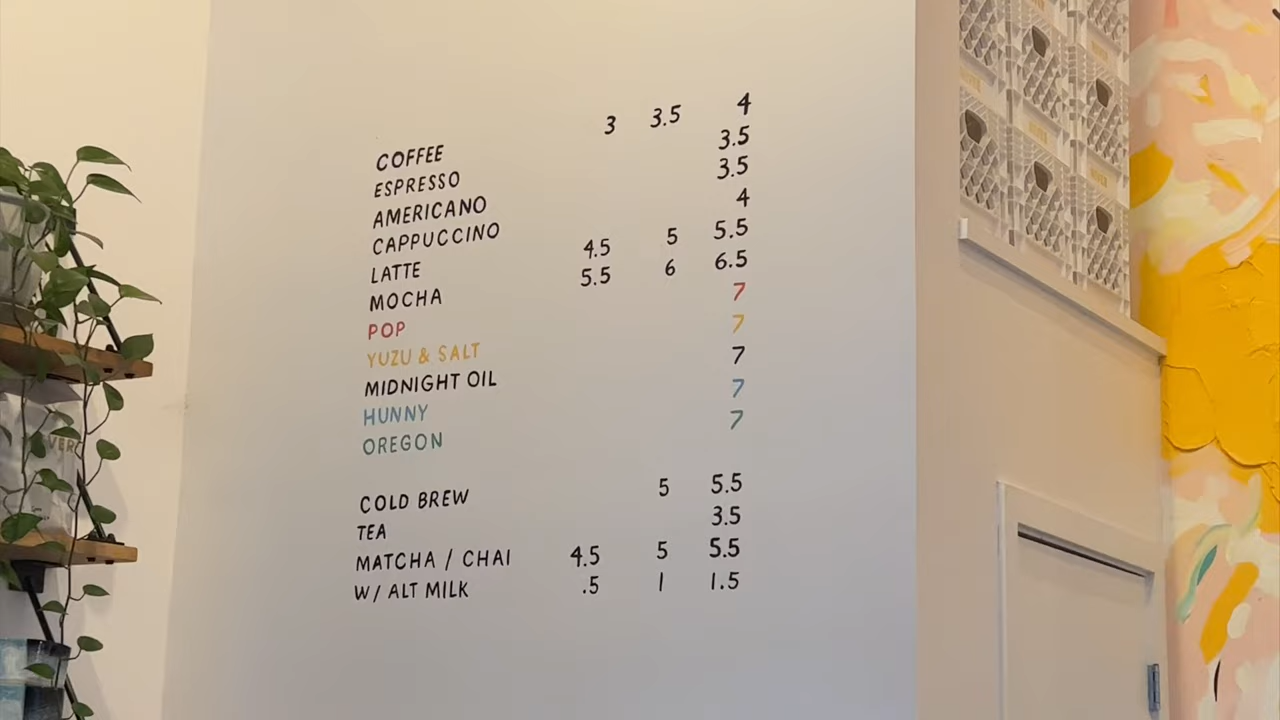 COFFEE 3 3.5 4
ESPRESSO 3.5
AMERICANO 3.5
CAPPUCCINO 4
LATTE 4.5 5 5.5
MOCHA 5.5 6 6.5
POP 7
YUZU & SALT 7
MIDNIGHT OIL 7
HUNNY 7
OREGON 7
COLD BREW 5 5.5
TEA 3.5
MATCHA / CHAI 4.5 5 5.5
W/ ALT MILK .5 1 1.5